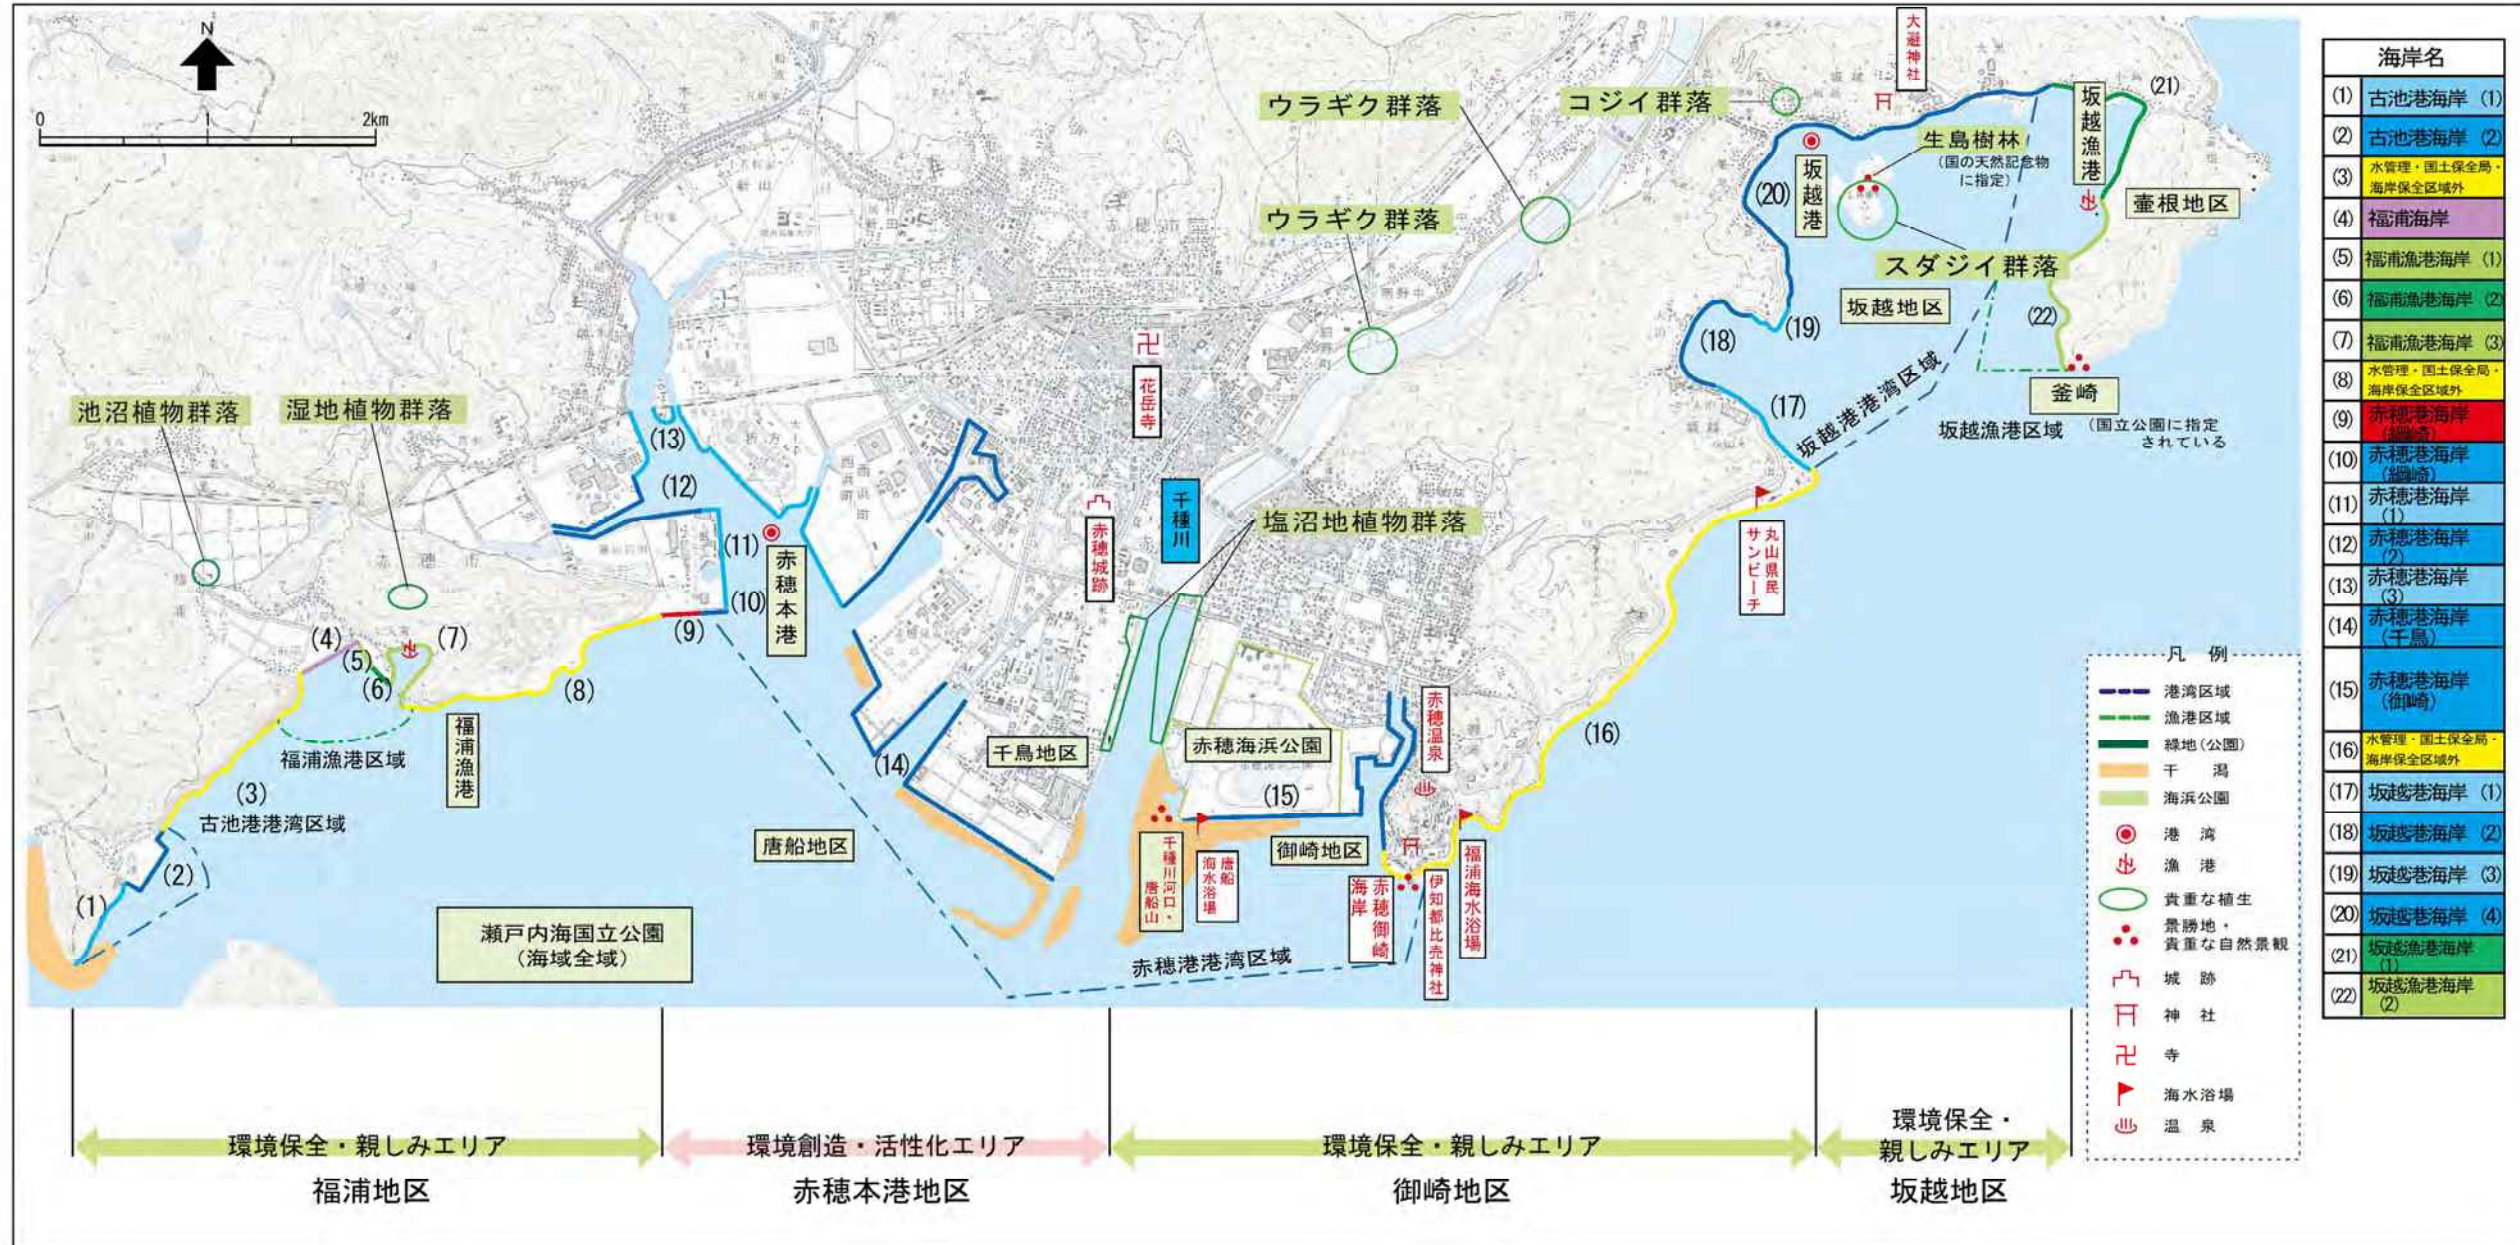 N
0
1
2km
大避神社
ウラギク群落
コジイ群落
生島樹林
(国の天然記念物
に指定)
坂越漁港
(21)
坂越港
(20)
壷根地区
ウラギク群落
スダジイ群落
坂越地区
(19)
(18)
(22)
坂越港港湾区域
(17)
釜崎
坂越漁港区域
(国立公園に指定
されている
池沼植物群落
湿地植物群落
花岳寺
(13)
(12)
(11)
赤穂本港
(10)
(9)
赤穂城跡
千種川
塩沼地植物群落
丸山県民
サンビーチ
(4)
(5)
(6)
(7)
(8)
福浦漁港
福浦漁港区域
(3)
古池港港湾区域
(2)
(1)
(14)
千鳥地区
赤穂海浜公園
(15)
赤穂温泉
(16)
唐船地区
千種川河口・
唐船山
唐船
海水浴場
御崎地区
赤穂御崎
海岸
伊知都比売神社
福浦海水浴場
赤穂港港湾区域
瀬戸内海国立公園
(海域全域)
環境保全・親しみエリア
福浦地区
環境創造・活性化エリア
赤穂本港地区
環境保全・親しみエリア
御崎地区
環境保全・
親しみエリア
坂越地区
凡 例
港湾区域
漁港区域
緑地(公園)
干 潟
海浜公園
港 湾
漁 港
貴重な植生
景勝地・
貴重な自然景観
城 跡
神 社
寺
海水浴場
温 泉
海岸名
(1) 古池港海岸 (1)
(2) 古池港海岸 (2)
(3) 水管理・国土保全局・
海岸保全区域外
(4) 福浦海岸
(5) 福浦漁港海岸 (1)
(6) 福浦漁港海岸 (2)
(7) 福浦漁港海岸 (3)
(8) 水管理・国土保全局・
海岸保全区域外
(9) 赤穂港海岸
(綱崎)
(10) 赤穂港海岸
(綱崎)
(11) 赤穂港海岸
(1)
(12) 赤穂港海岸
(2)
(13) 赤穂港海岸
(3)
(14) 赤穂港海岸
(千鳥)
(15) 赤穂港海岸
(御崎)
(16) 水管理・国土保全局・
海岸保全区域外
(17) 坂越港海岸 (1)
(18) 坂越港海岸 (2)
(19) 坂越港海岸 (3)
(20) 坂越港海岸 (4)
(21) 坂越漁港海岸
(1)
(22) 坂越漁港海岸
(2)